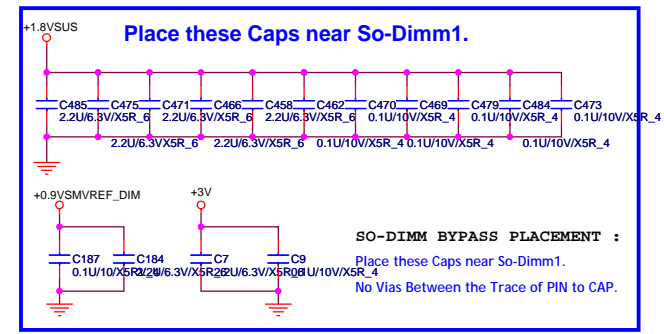 +1.8VSUS
Place these Caps near So-Dimm1.
C485 C475 C471 C466 C458 C462 C470 C469 C479 C484 C473
2.2U/6.3V/X5R_6 2.2U/6.3V/X5R_6 2.2U/6.3V/X5R_6 0.1U/10V/X5R_4 0.1U/10V/X5R_4 0.1U/10V/X5R_4
2.2U/6.3V/X5R_6 2.2U/6.3V/X5R_6 0.1U/10V/X5R_4 0.1U/10V/X5R_4 0.1U/10V/X5R_4
+0.9VSMVREF_DIM
+3V
SO-DIMM BYPASS PLACEMENT :
C187 C184 C7 C9
Place these Caps near So-Dimm1.
No Vias Between the Trace of PIN to CAP.